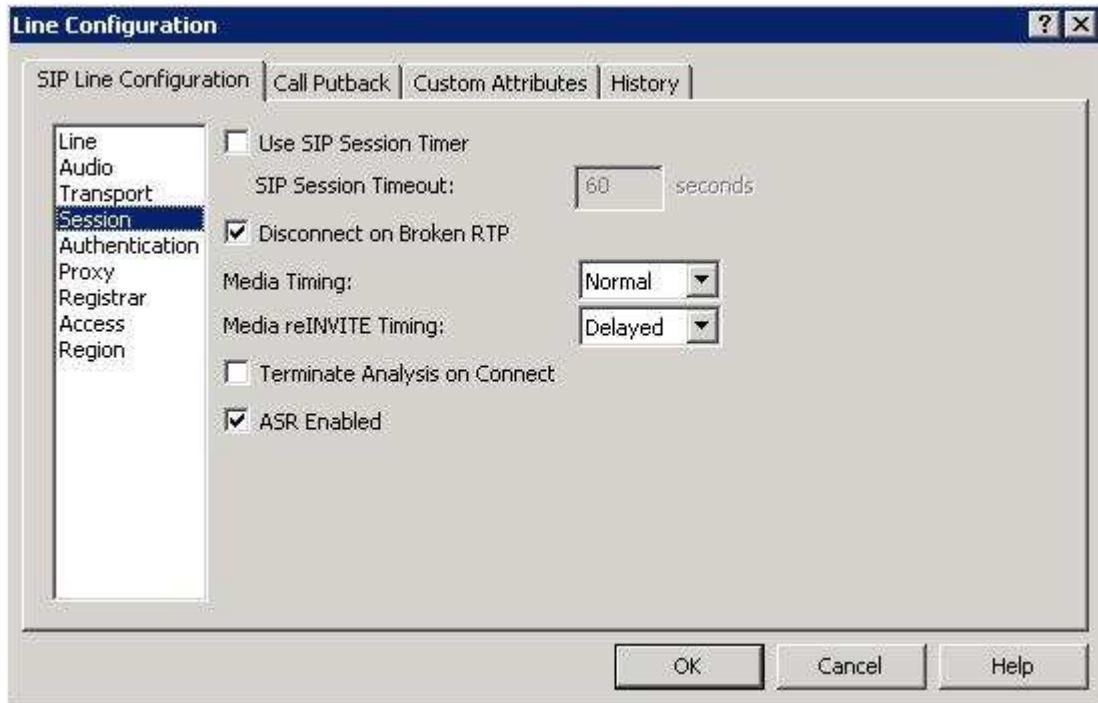 Line Configuration
SIP Line Configuration
Call Putback
Custom Attributes
History
Line
Audio
Transport
Session
Authentication
Proxy
Registrar
Access
Region
Use SIP Session Timer
SIP Session Timeout: 60 seconds
Disconnect on Broken RTP
Media Timing: Normal
Media reINVITE Timing: Delayed
Terminate Analysis on Connect
ASR Enabled
OK
Cancel
Help